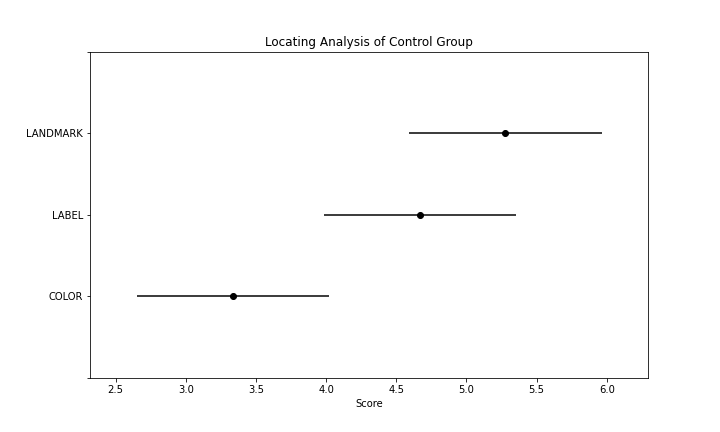 Locating Analysis of Control Group
LANDMARK
LABEL
COLOR
2.5 3.0 3.5 4.0 4.5 5.0 5.5 6.0
Score